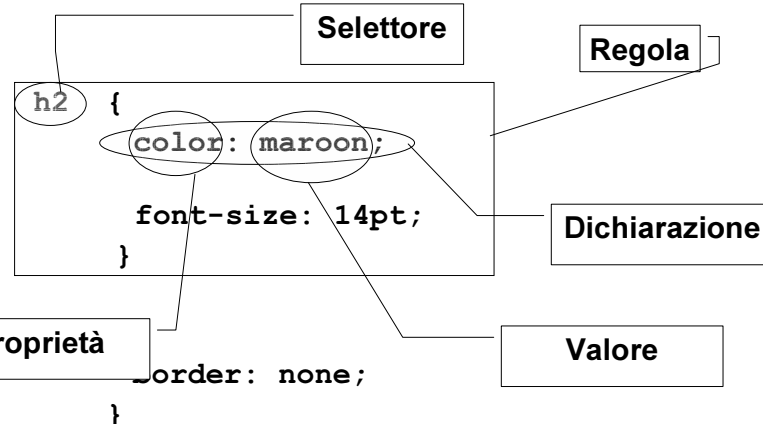 Selettore
Regola
h2 {
color: maroon;
font-size: 14pt;
Dichiarazione
}
roprietà
Valore
order: none;
}